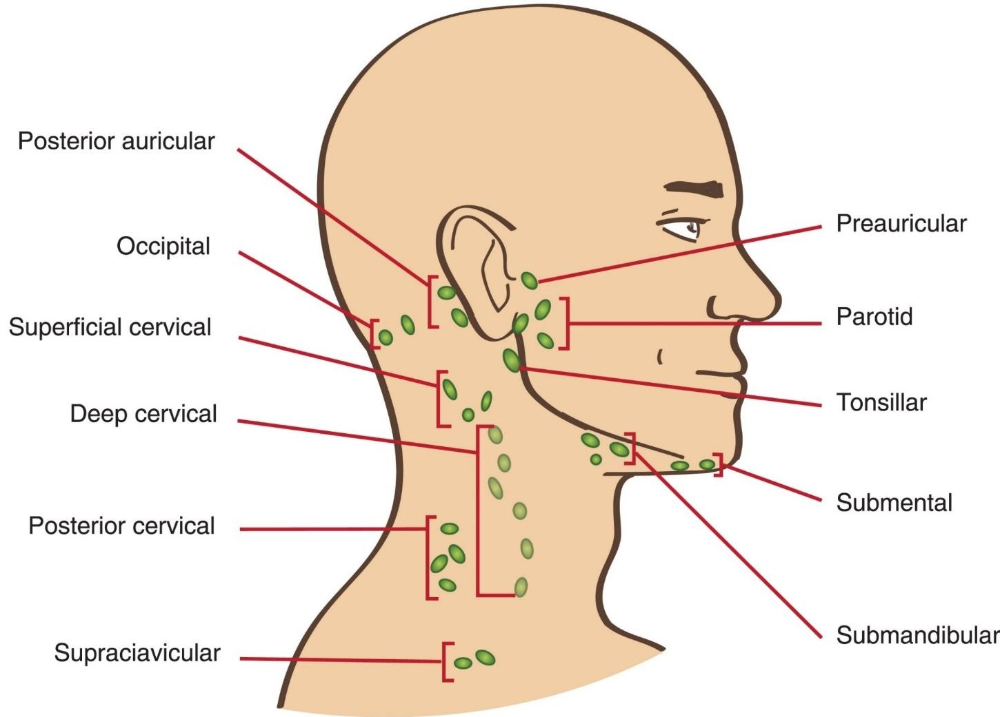 Posterior auricular
Occipital
Superficial cervical
Deep cervical
Posterior cervical
Supraciavicular
Preauricular
Parotid
Tonsillar
Submental
Submandibular